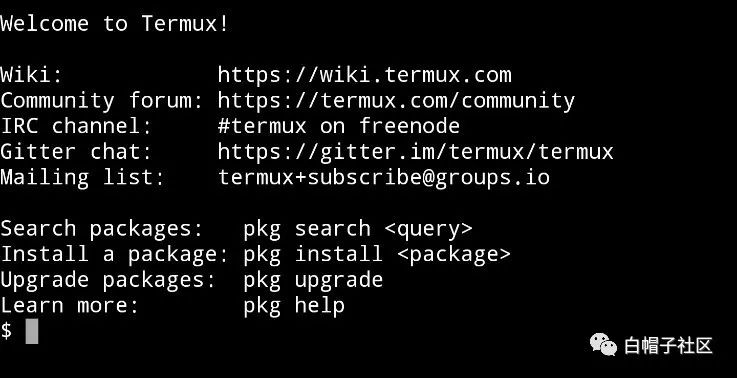 Welcome to Termux!
Wiki: https://wiki.termux.com
Community forum: https://termux.com/community
IRC channel: #termux on freenode
Gitter chat: https://gitter.im/termux/termux
Mailing list: termux+subscribe@groups.io
Search packages: pkg search <query>
Install a package: pkg install <package>
Upgrade packages: pkg upgrade
Learn more: pkg help
$
白帽子社区